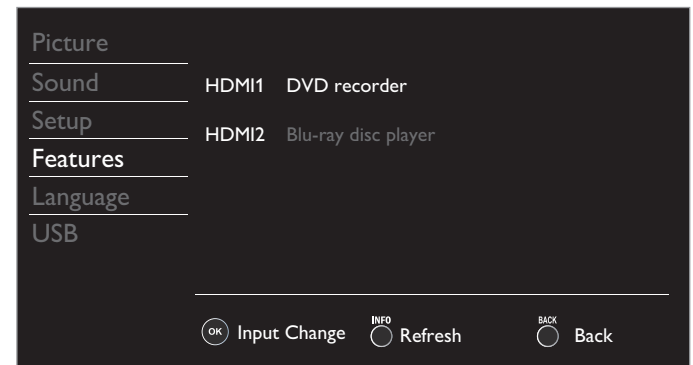 Picture
Sound
Setup
Features
Language
USB
HDMI1 DVD recorder
HDMI2 Blu-ray disc player
OK Input Change INFO Refresh BACK Back